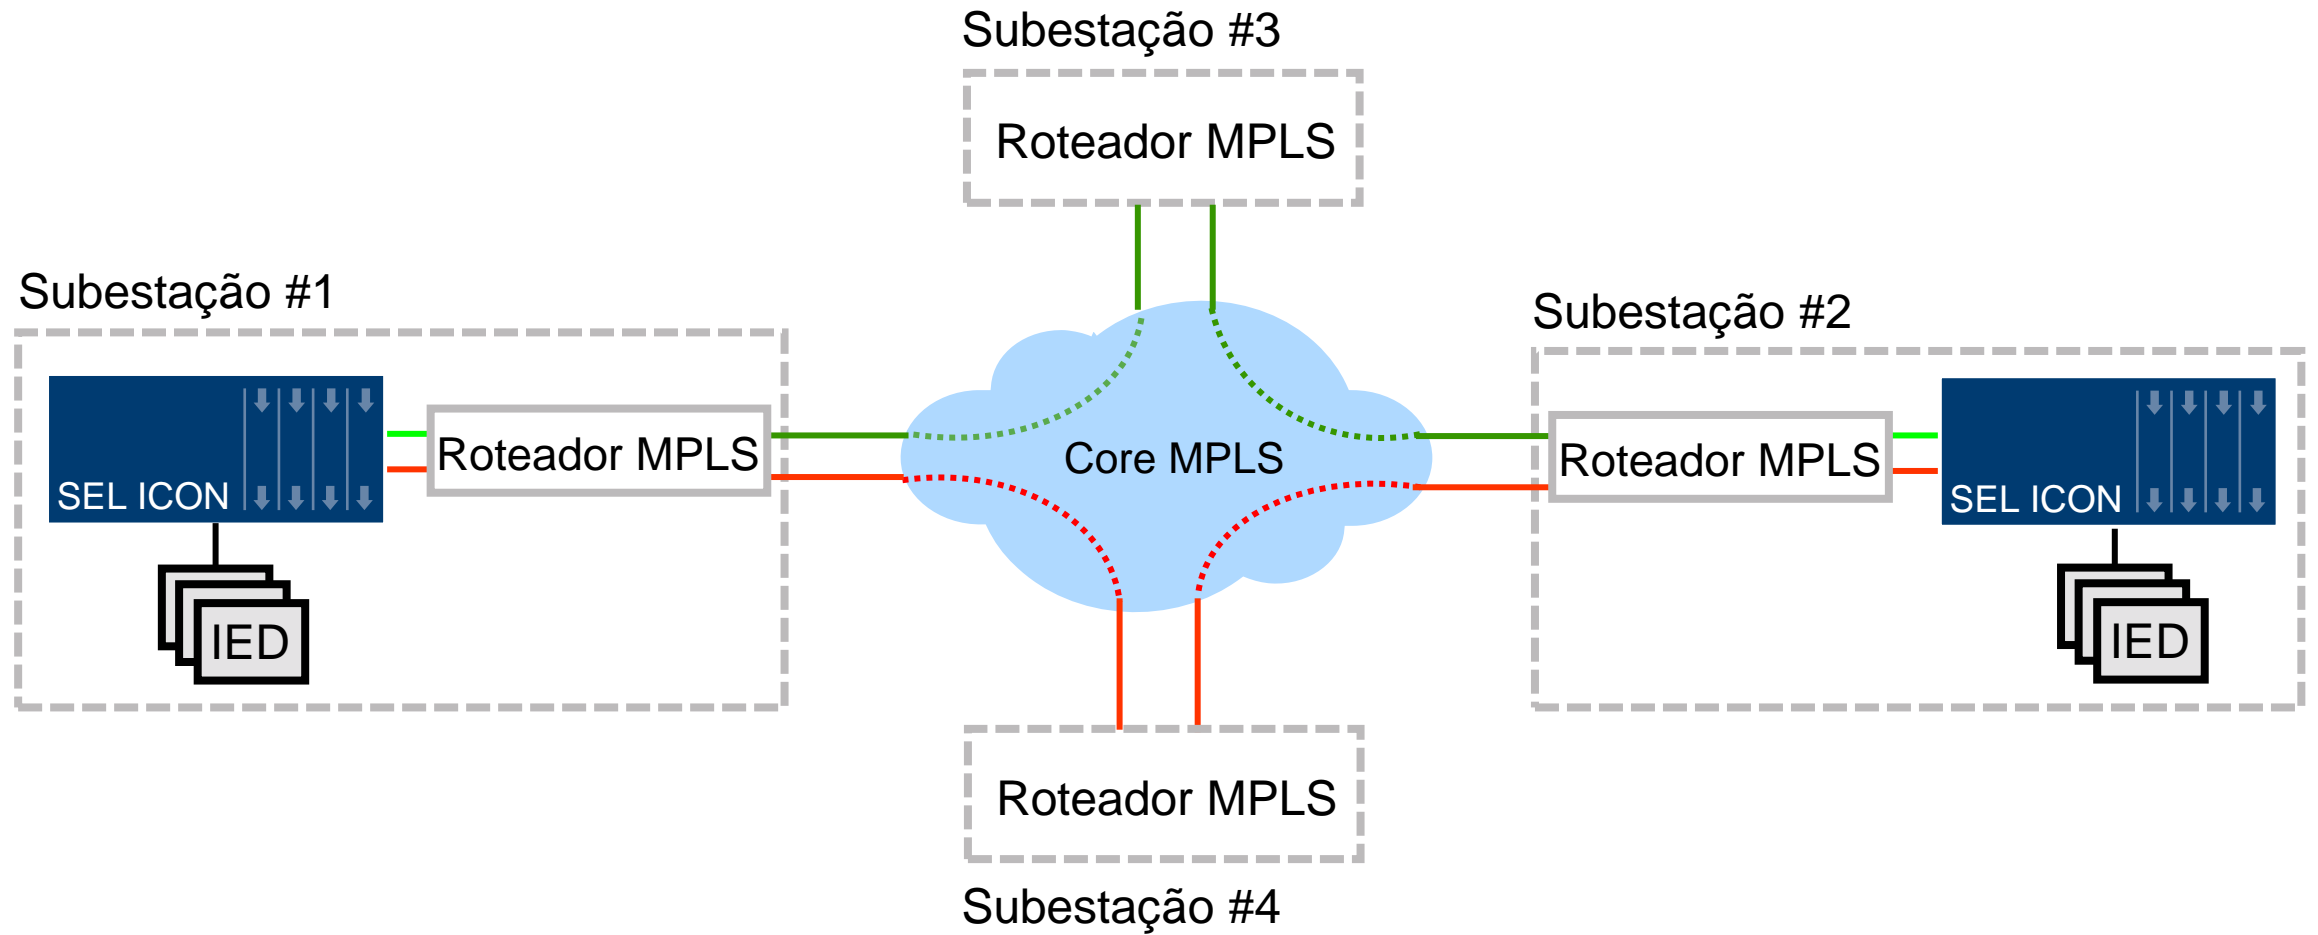 Subestação #3
Roteador MPLS
Subestação #1
SEL ICON
Roteador MPLS
IED
Core MPLS
Subestação #2
Roteador MPLS
SEL ICON
IED
Roteador MPLS
Subestação #4